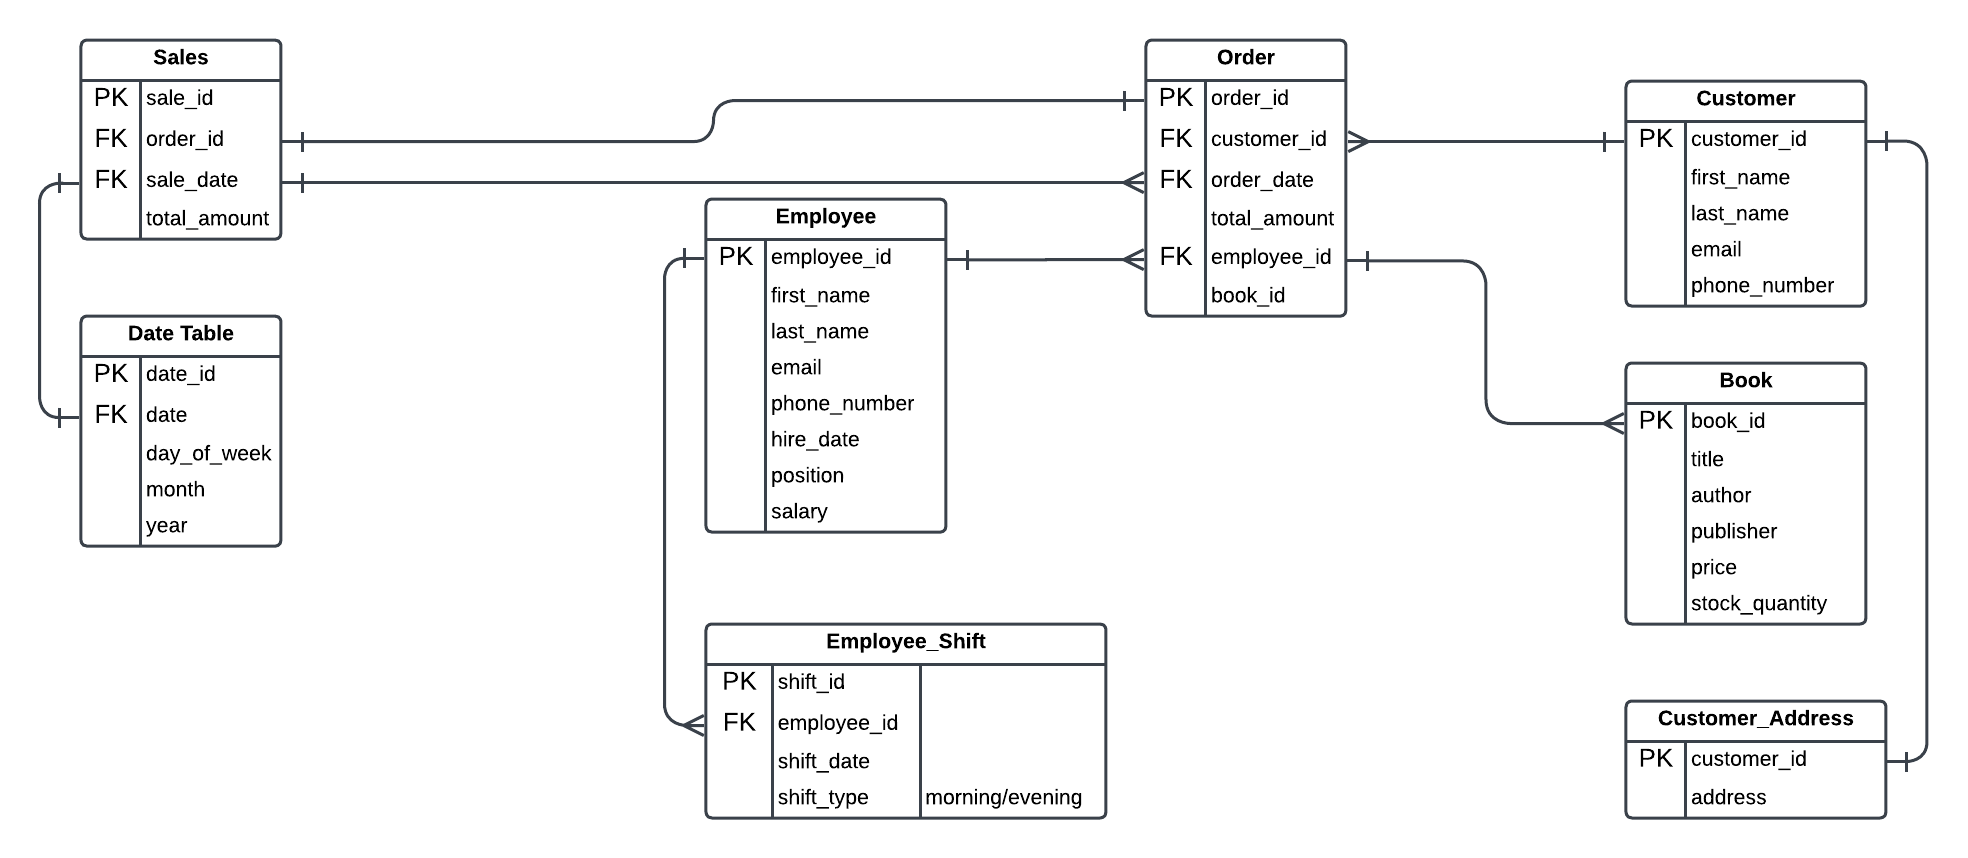 Sales
PK sale_id
FK order_id
FK sale_date
total_amount
Date Table
PK date_id
FK date
day_of_week
month
year
Employee
PK employee_id
first_name
last_name
email
phone_number
hire_date
position
salary
Employee_Shift
PK shift_id
FK employee_id
shift_date
shift_type morning/evening
Order
PK order_id
FK customer_id
FK order_date
total_amount
FK employee_id
book_id
Customer
PK customer_id
first_name
last_name
email
phone_number
Book
PK book_id
title
author
publisher
price
stock_quantity
Customer_Address
PK customer_id
address